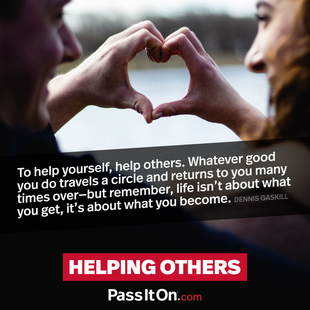 To help yourself, help others. Whatever good
you do travels a circle and returns to you many
times over—but remember, life isn't about what
you get, it's about what you become. DENNIS GASKILL
HELPING OTHERS
PassItOn.com